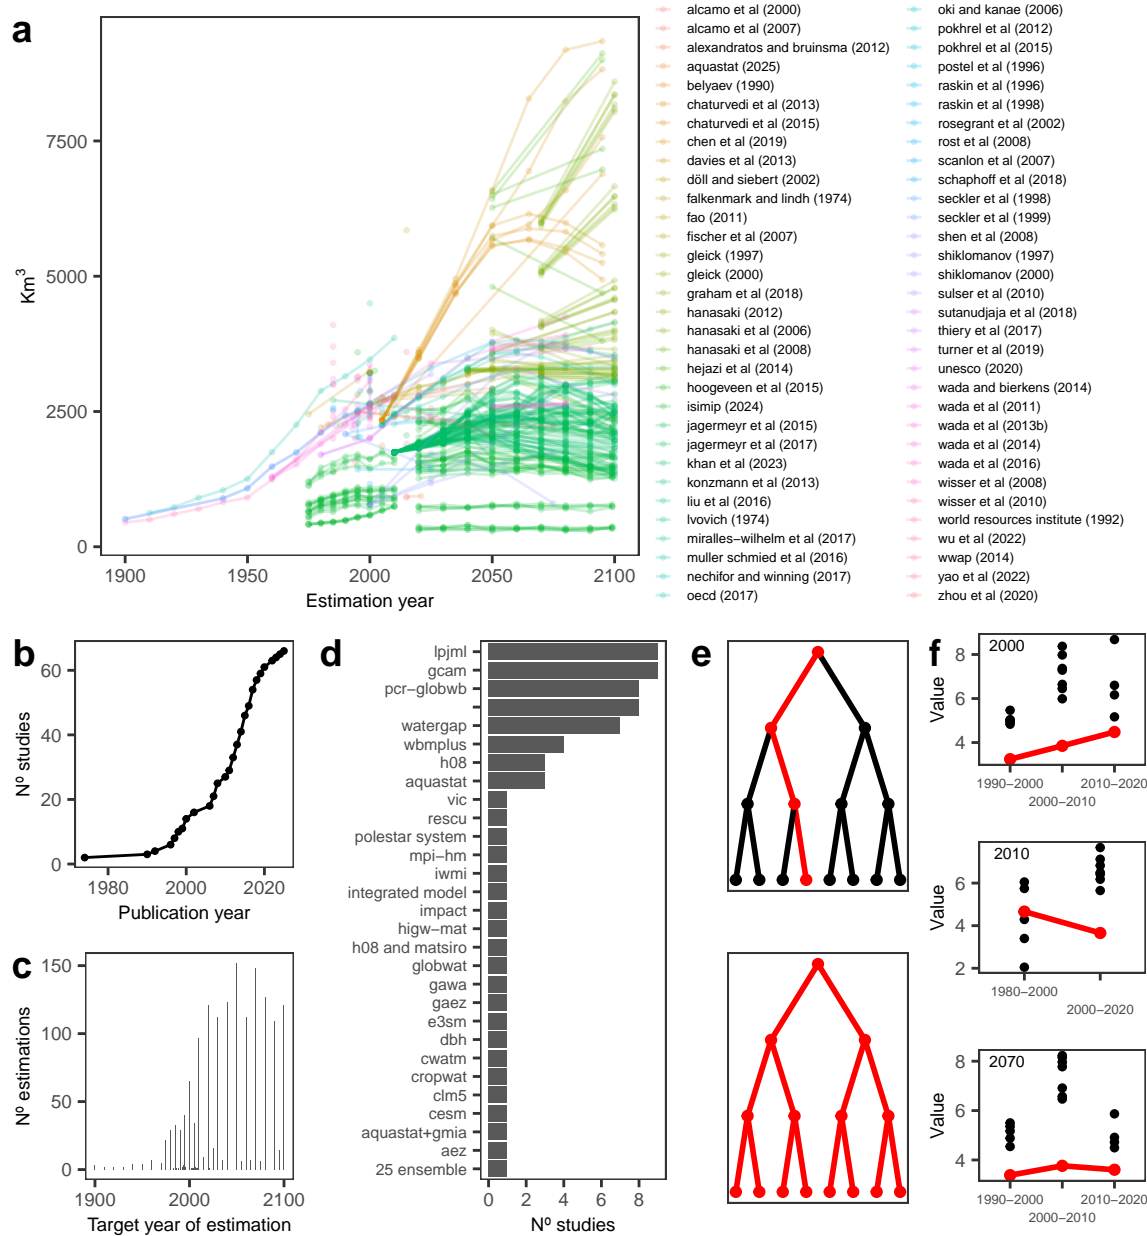 a
7500
5000
2500
0
Km3
1900
1950
2000
2050
2100
Estimation year
alcamo et al (2000)
alcamo et al (2007)
alexandratos and bruinsma (2012)
aquastat (2025)
belyaev (1990)
chaturvedi et al (2013)
chaturvedi et al (2015)
chen et al (2019)
davies et al (2013)
döll and siebert (2002)
falkenmark and lindh (1974)
fao (2011)
fischer et al (2007)
gleick (1997)
gleick (2000)
graham et al (2018)
hanasaki (2012)
hanasaki et al (2006)
hanasaki et al (2008)
hejazi et al (2014)
hoogeveen et al (2015)
isimip (2024)
jagermeyr et al (2015)
jagermeyr et al (2017)
khan et al (2023)
konzmann et al (2013)
liu et al (2016)
lvovich (1974)
miralles−wilhelm et al (2017)
muller schmied et al (2016)
nechifor and winning (2017)
oecd (2017)
oki and kanae (2006)
pokhrel et al (2012)
pokhrel et al (2015)
postel et al (1996)
raskin et al (1996)
raskin et al (1998)
rosegrant et al (2002)
rost et al (2008)
scanlon et al (2007)
schaphoff et al (2018)
seckler et al (1998)
seckler et al (1999)
shen et al (2008)
shiklomanov (1997)
shiklomanov (2000)
sulser et al (2010)
sutanudjaja et al (2018)
thiery et al (2017)
turner et al (2019)
unesco (2020)
wada and bierkens (2014)
wada et al (2011)
wada et al (2013b)
wada et al (2014)
wada et al (2016)
wisser et al (2008)
wisser et al (2010)
world resources institute (1992)
wu et al (2022)
wwap (2014)
yao et al (2022)
zhou et al (2020)
b
60
40
20
0
Nº studies
1980
2000
2020
Publication year
c
150
100
50
0
Nº estimations
1900
2000
2100
Target year of estimation
d
lpjml
gcam
pcr−globwb
watergap
wbmplus
h08
aquastat
vic
rescu
polestar system
mpi−hm
iwmi
integrated model
impact
higw−mat
h08 and matsiro
globwat
gawa
gaez
e3sm
dbh
cwatm
cropwat
clm5
cesm
aquastat+gmia
aez
25 ensemble
0
2
4
6
8
Nº studies
e
f
2000
8
6
4
Value
1990−2000
2000−2010
2010−2020
2010
6
4
2
Value
1980−2000
2000−2020
2070
8
6
4
Value
1990−2000
2000−2010
2010−2020